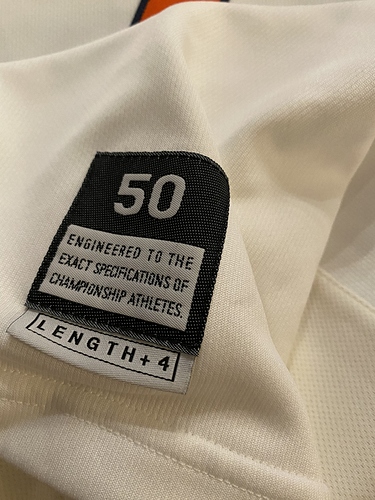 50
ENGINEERED TO THE
EXACT SPECIFICATIONS OF
CHAMPIONSHIP ATHLETES.
LENGTH+4